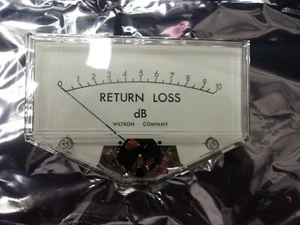 0 1 2 3 4 5 6 7 8 9 10
RETURN LOSS
dB
WILTRON COMPANY